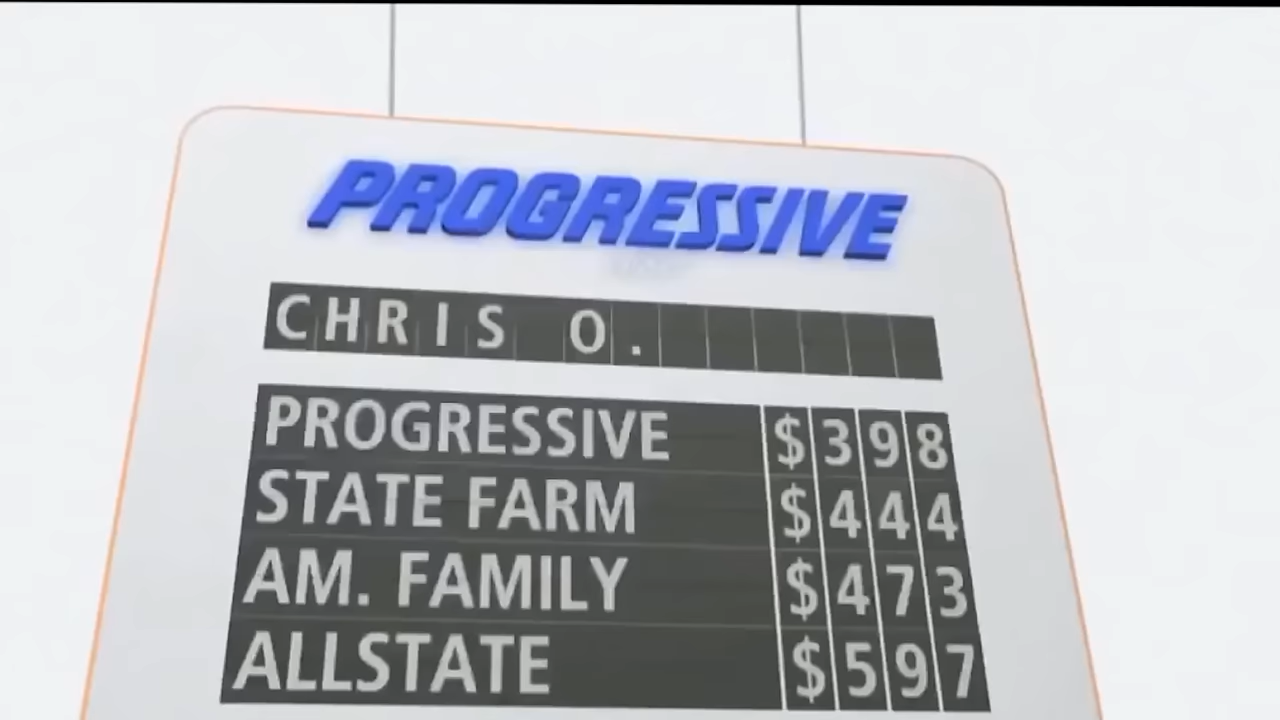 PROGRESSIVE
CHRIS O.
PROGRESSIVE $398
STATE FARM $444
AM. FAMILY $473
ALLSTATE $597